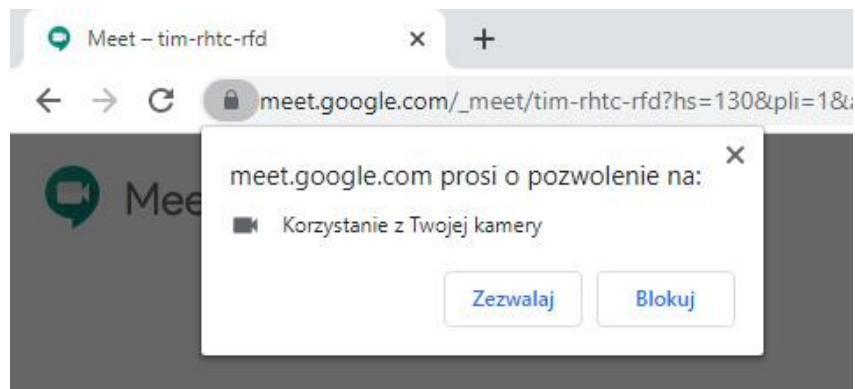 Meet – tim-rhtc-rfd
meet.google.com/_meet/tim-rhtc-rfd?hs=130&pli=1&
meet.google.com prosi o pozwolenie na:
Mee
Korzystanie z Twojej kamery
Zezwalaj Blokuj